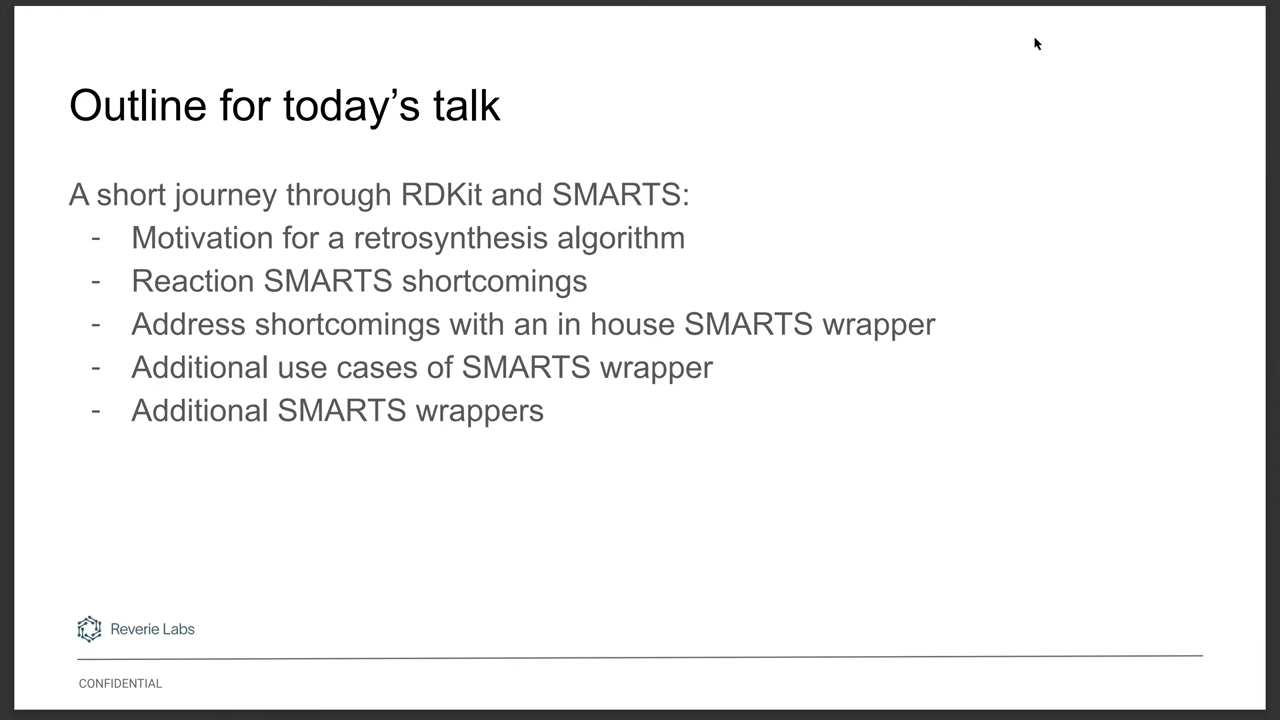 Outline for today’s talk
A short journey through RDKit and SMARTS:
- Motivation for a retrosynthesis algorithm
- Reaction SMARTS shortcomings
- Address shortcomings with an in house SMARTS wrapper
- Additional use cases of SMARTS wrapper
- Additional SMARTS wrappers
Reverie Labs
CONFIDENTIAL